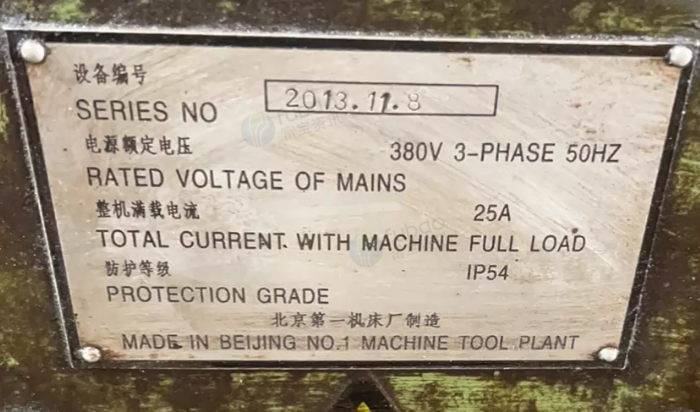 设备编号
SERIES NO 2013.11.8
电源额定电压
380V 3-PHASE 50HZ
RATED VOLTAGE OF MAINS
整机满载电流
25A
TOTAL CURRENT. WITH MACHINE FULL LOAD
防护等级
IP54
PROTECTION GRADE
北京第一机床厂制造
MADE IN BEIJING NO.1 MACHINE TOOL PLANT